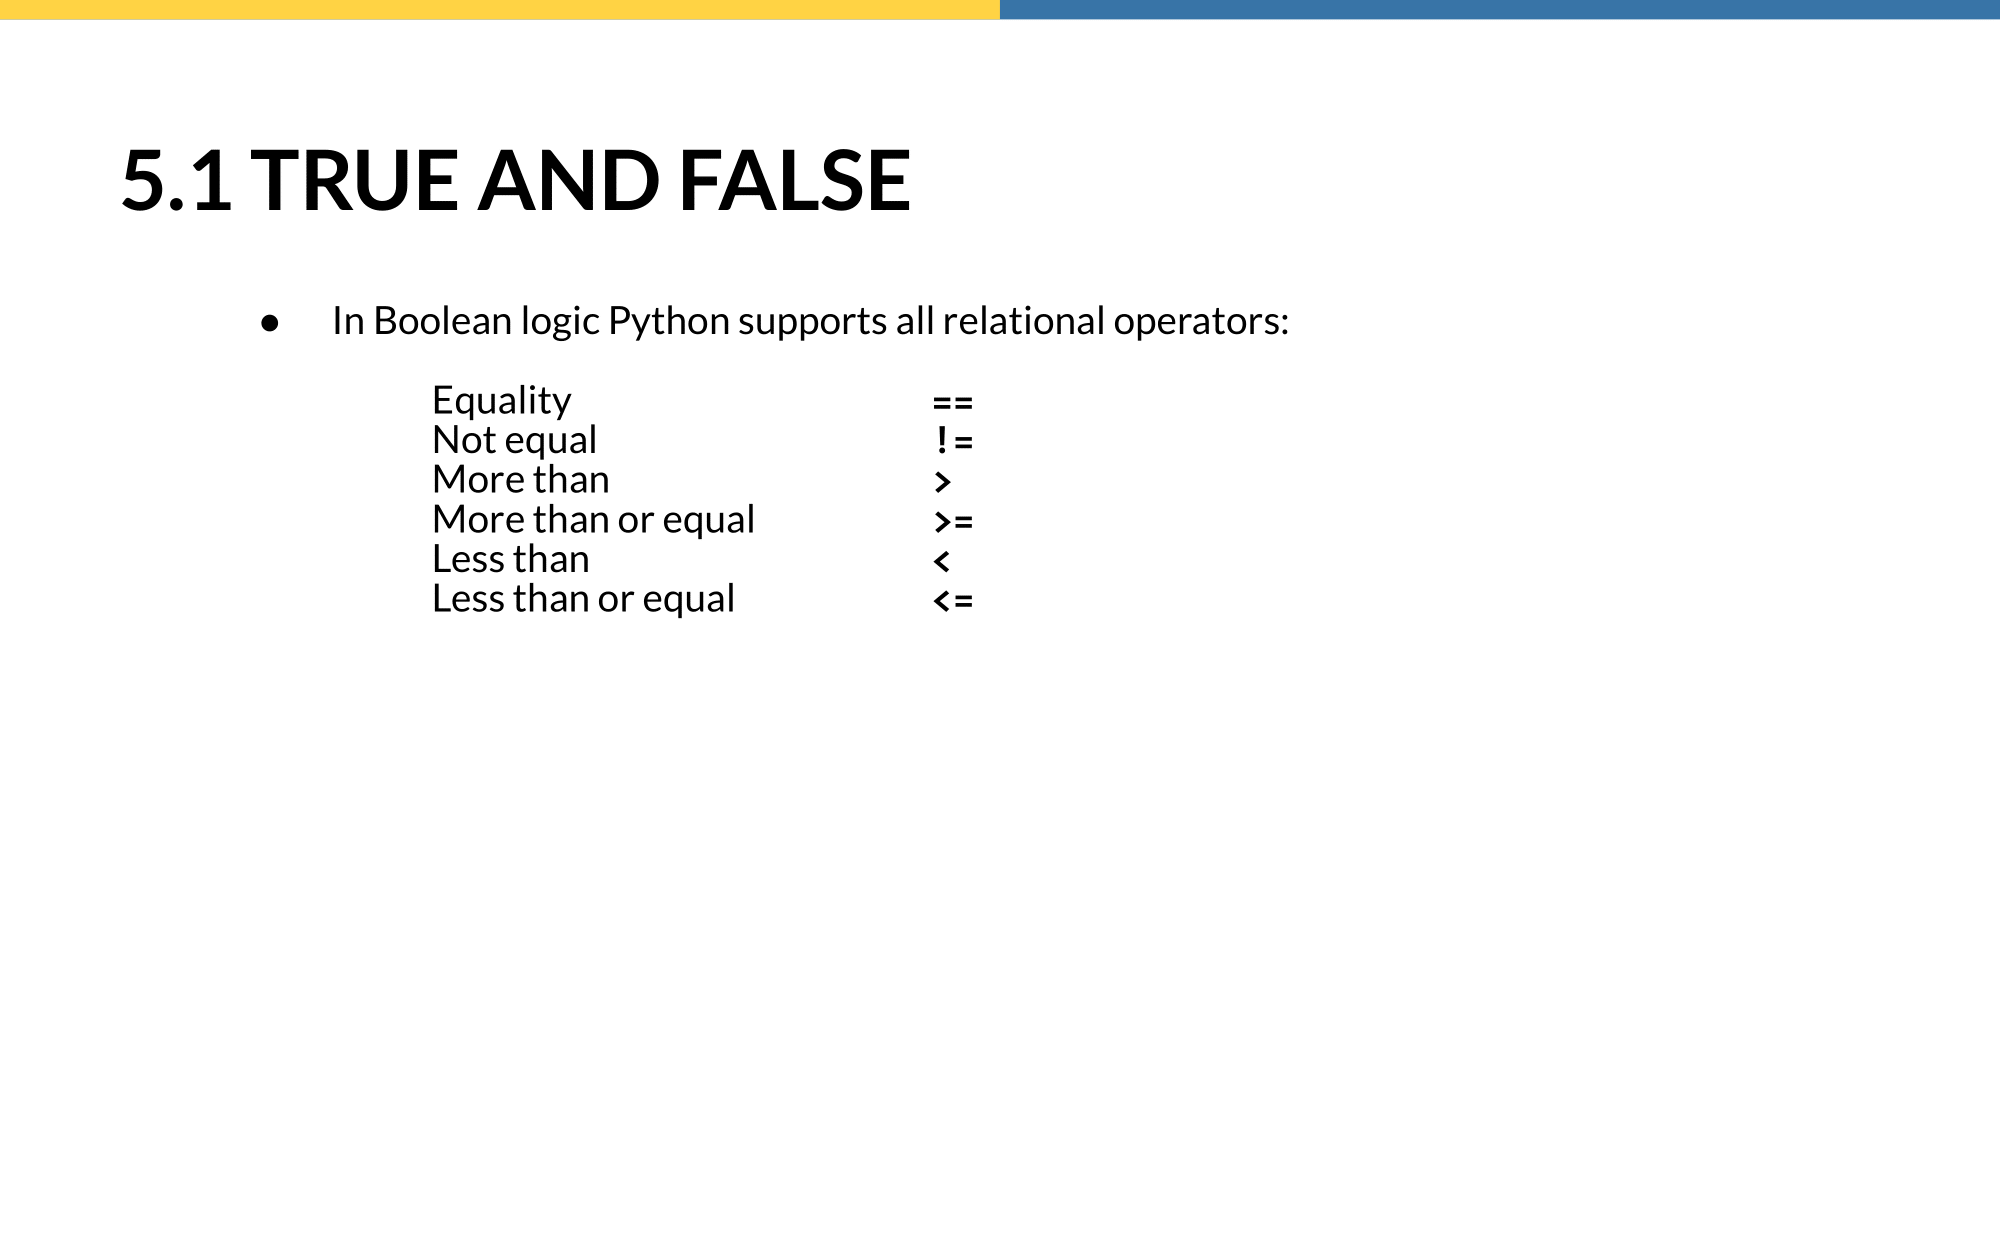 5.1 TRUE AND FALSE
● In Boolean logic Python supports all relational operators:
Equality ==
Not equal !=
More than >
More than or equal >=
Less than <
Less than or equal <=